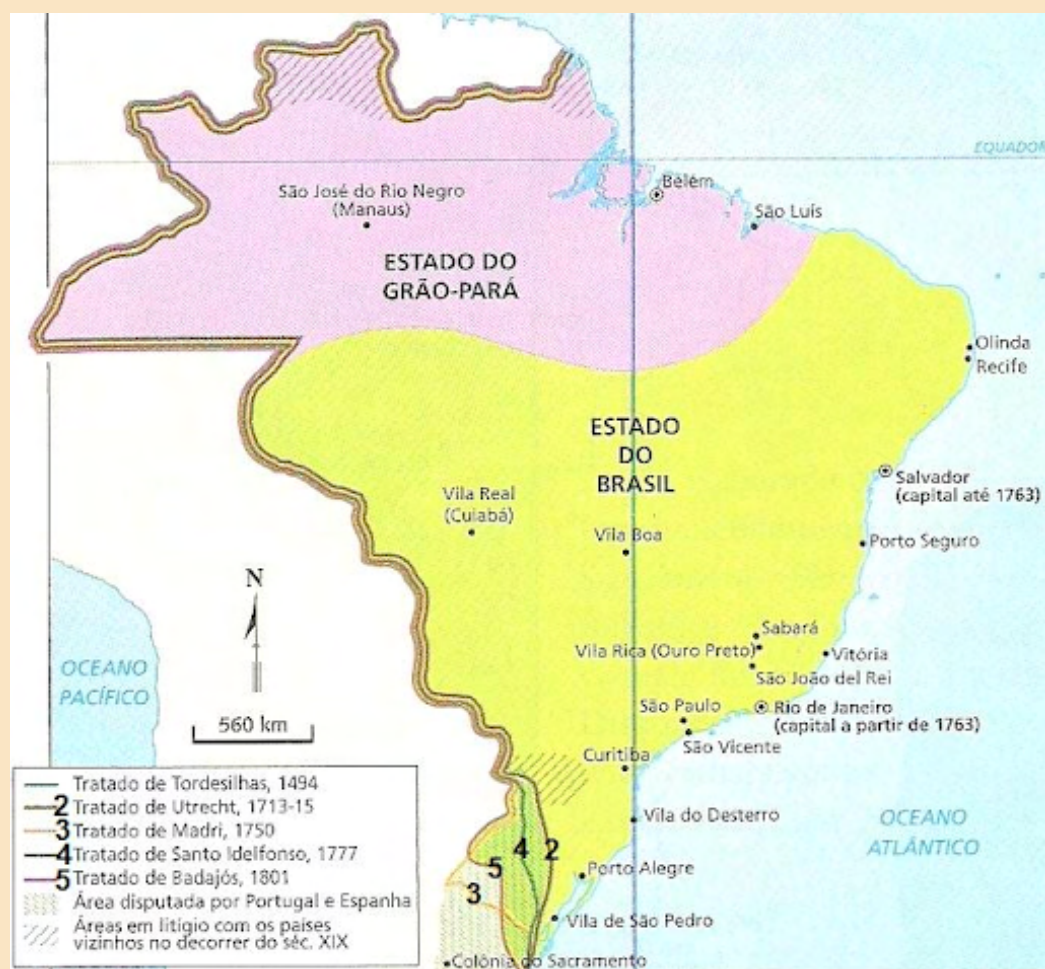 EQUADOR
São José do Rio Negro
(Manaus)
Belém
São Luís
ESTADO DO
GRÃO-PARÁ
Olinda
Recife
ESTADO
DO
BRASIL
Salvador
(capital até 1763)
Vila Real
(Cuiabá)
Vila Boa
Porto Seguro
N
Sabará
Vila Rica (Ouro Preto)
Vitória
São João del Rei
OCEANO
PACÍFICO
São Paulo
Rio de Janeiro
(capital a partir de 1763)
560 km
São Vicente
Curitiba
Vila do Desterro
OCEANO
ATLÂNTICO
4 2
5
3
Porto Alegre
Vila de São Pedro
Colônia do Sacramento
Tratado de Tordesilhas, 1494
2 Tratado de Utrecht, 1713-15
3 Tratado de Madri, 1750
4 Tratado de Santo Idelfonso, 1777
5 Tratado de Badajós, 1801
Área disputada por Portugal e Espanha
Áreas em litígio com os países
vizinhos no decorrer do séc. XIX